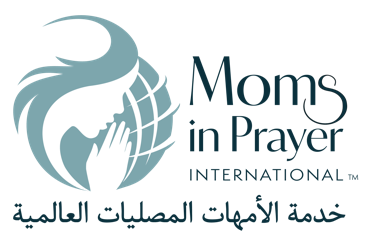 Moms
in Prayer
INTERNATIONAL™
خدمة الأمهات المصليات العالمية